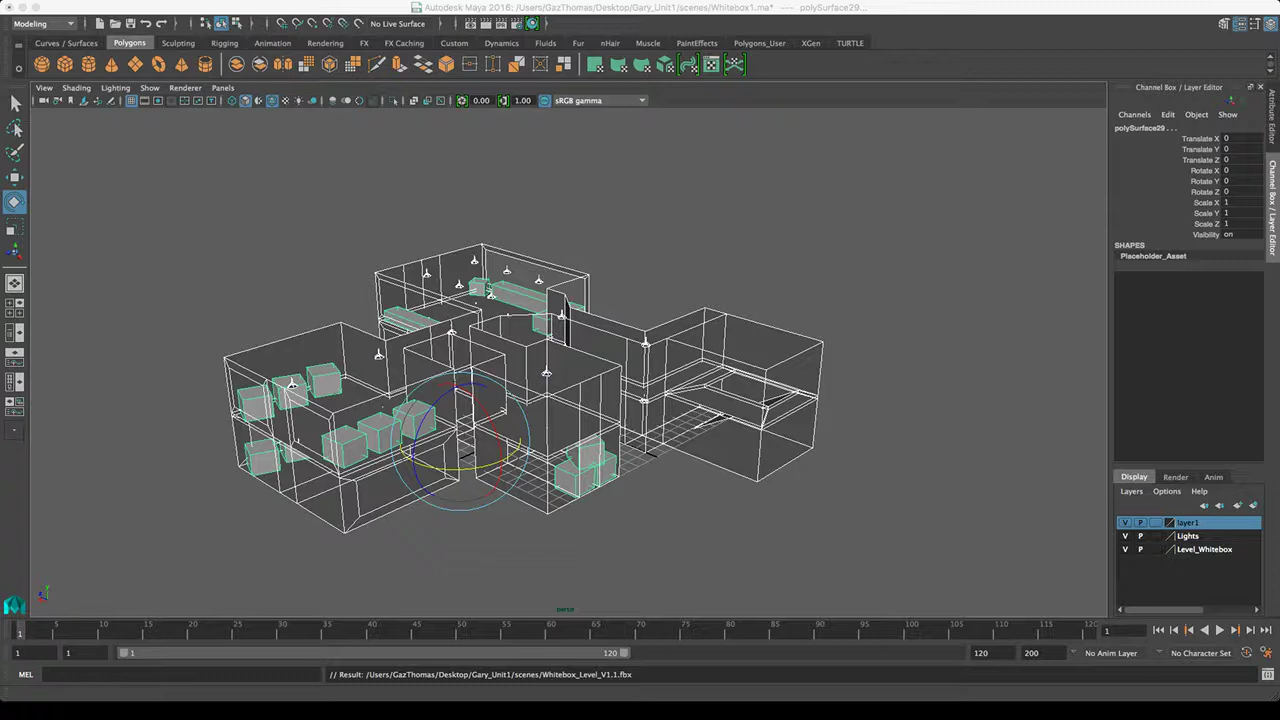 Autodesk Maya 2016: /Users/GazThomas/Desktop/Gary_Unit1/scenes/Whitebox1.ma* --- polySurface29...
Modeling No Live Surface
Curves / Surfaces Polygons Sculpting Rigging Animation Rendering FX FX Caching Custom Dynamics Fluids Fur nHair Muscle PaintEffects Polygons_User XGen TURTLE
View Shading Lighting Show Renderer Panels
0.00 1.00 sRGB gamma
Channel Box / Layer Editor
Channels Edit Object Show
polySurface29 . . .
Translate X 0
Translate Y 0
Translate Z 0
Rotate X 0
Rotate Y 0
Rotate Z 0
Scale X 1
Scale Y 1
Scale Z 1
Visibility on
SHAPES
Placeholder_Asset
Attribute Editor
Channel Box / Layer Editor
Display Render Anim
Layers Options Help
V P layer1
V P Lights
V P Level_Whitebox
persp
1 5 10 15 20 25 30 35 40 45 50 55 60 65 70 75 80 85 90 95 100 105 110 115 120 1
1 1 1 120 120 200 No Anim Layer No Character Set
MEL // Result: /Users/GazThomas/Desktop/Gary_Unit1/scenes/Whitebox_Level_V1.1.fbx